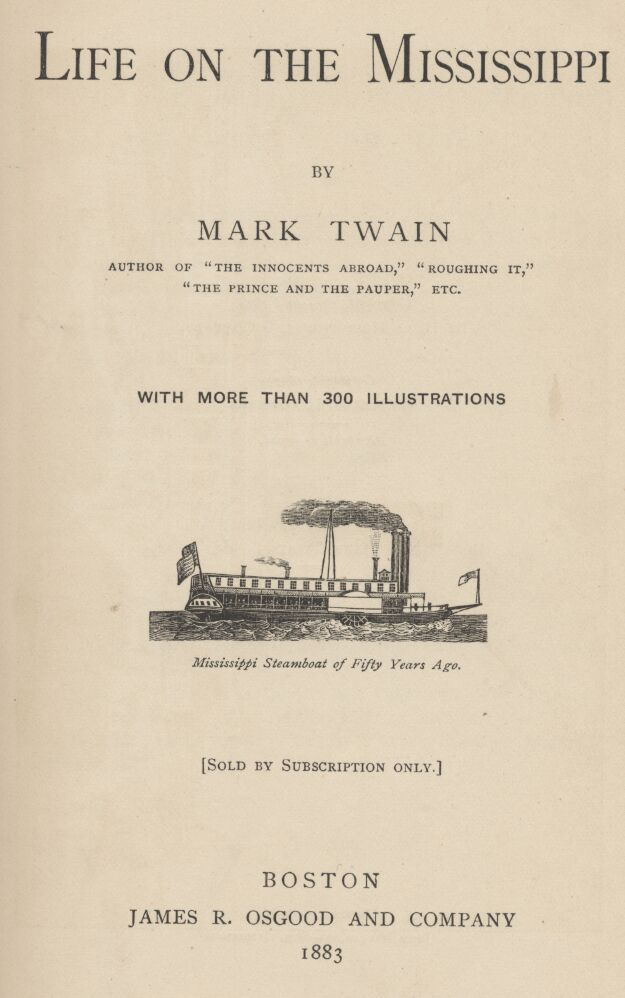 LIFE ON THE MISSISSIPPI
BY
MARK TWAIN
AUTHOR OF “THE INNOCENTS ABROAD,” “ROUGHING IT,”
“THE PRINCE AND THE PAUPER,” ETC.
WITH MORE THAN 300 ILLUSTRATIONS
Mississippi Steamboat of Fifty Years Ago.
[SOLD BY SUBSCRIPTION ONLY.]
BOSTON
JAMES R. OSGOOD AND COMPANY
1883